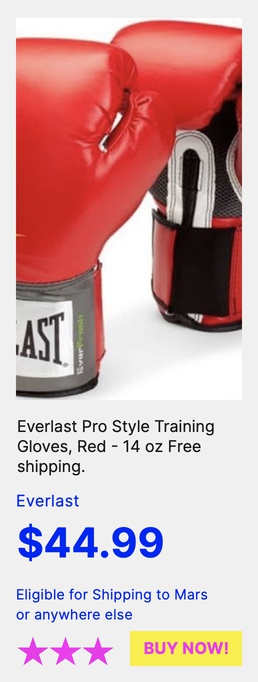 LAST
EverFresh
Everlast Pro Style Training
Gloves, Red - 14 oz Free
shipping.
Everlast
$44.99
Eligible for Shipping to Mars
or anywhere else
BUY NOW!